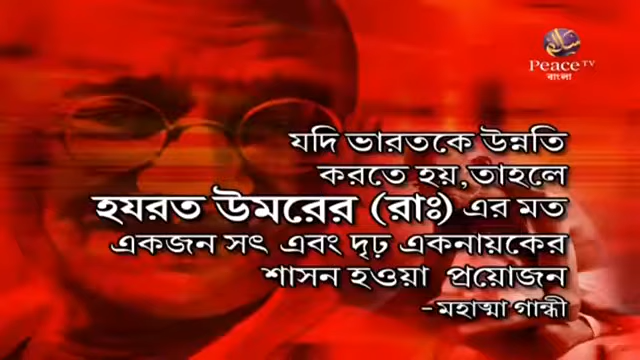 سلام
Peace TV
বাংলা
যদি ভারতকে উন্নতি
করতে হয়,তাহলে
হযরত উমরের (রাঃ) এর মত
একজন সৎ এবং দৃঢ় একনায়কের
শাসন হওয়া প্রয়োজন
-মহাত্মা গান্ধী